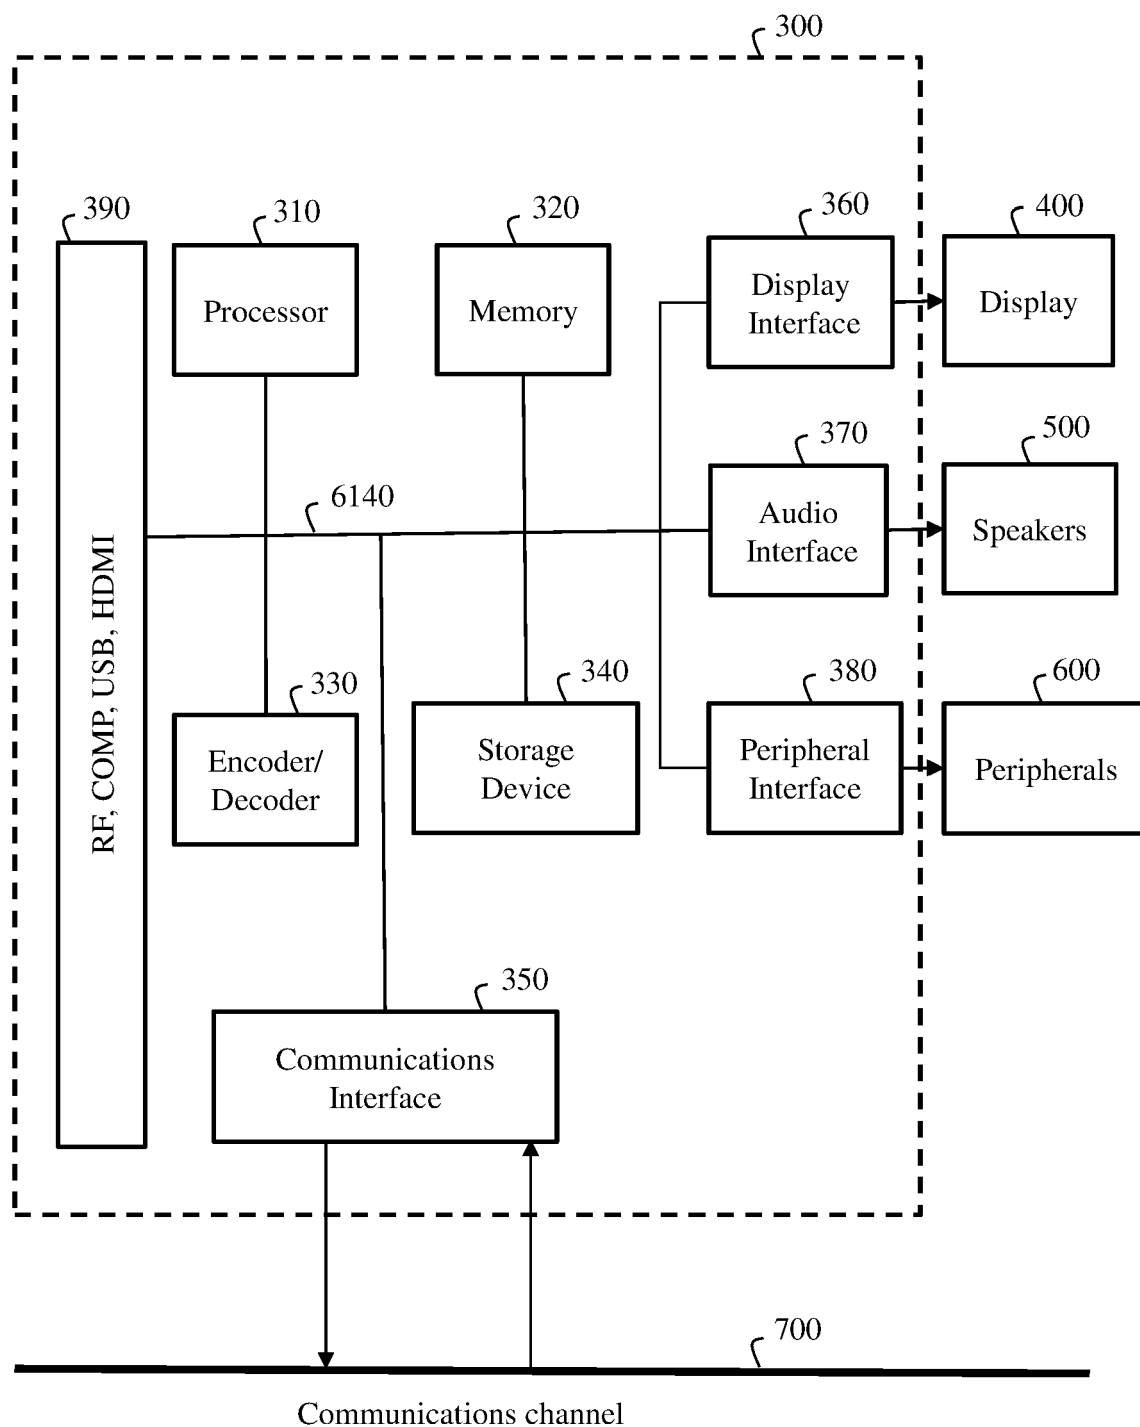 300
390
310
320
360
400
Processor
Memory
Display
Interface
Display
370
500
6140
Audio
Interface
Speakers
RF, COMP, USB, HDMI
330
340
380
600
Encoder/
Decoder
Storage
Device
Peripheral
Interface
Peripherals
350
Communications
Interface
700
Communications channel